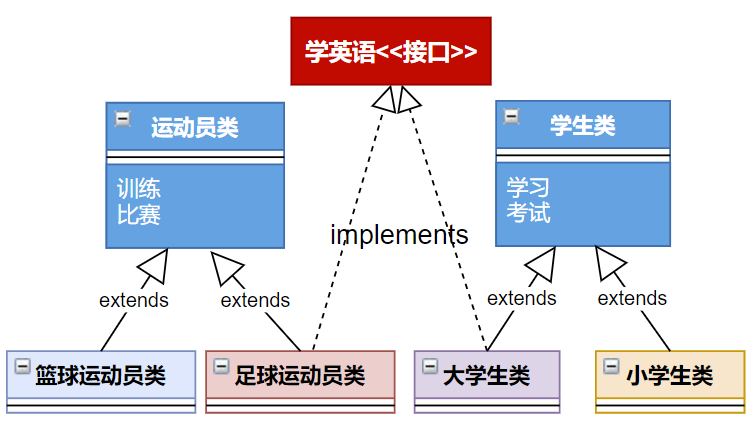 学英语<<接口>>
运动员类
训练
比赛
学生类
学习
考试
implements
extends
extends
extends
extends
篮球运动员类
足球运动员类
大学生类
小学生类